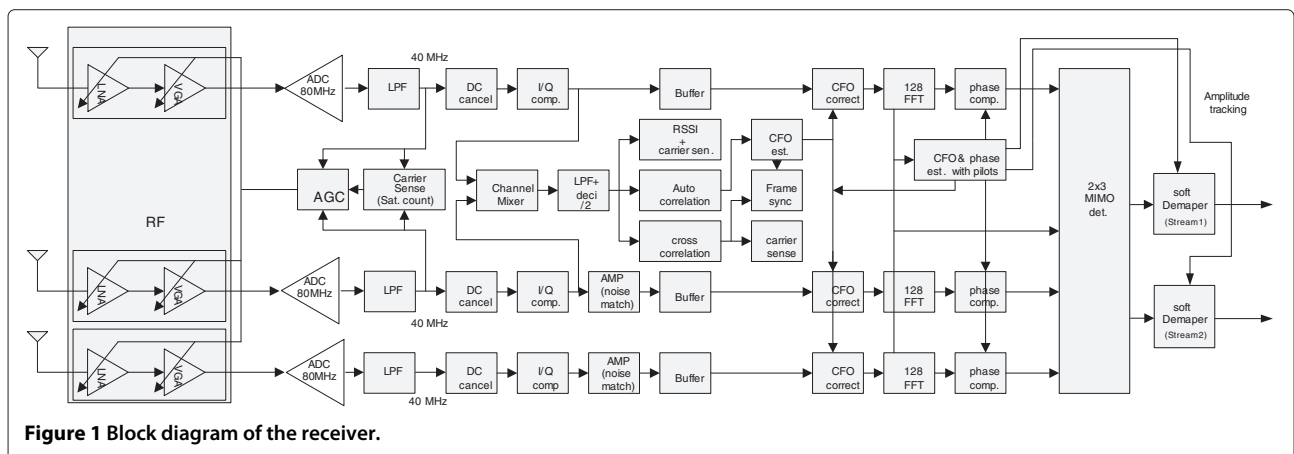 40 MHz
LNA
VGA
ADC
80MHz
LPF
DC
cancel
I/Q
comp.
Buffer
CFO
correct
128
FFT
phase
comp.
Amplitude
tracking
RSSI
+
carrier sen.
CFO
est.
CFO & phase
est. with pilots
RF
AGC
Carrier
Sense
(Sat. count)
Channel
Mixer
LPF+
deci
/2
Auto
correlation
Frame
sync
cross
correlation
carrier
sense
2x3
MIMO
det.
soft
Demaper
(Stream1)
LNA
VGA
ADC
80MHz
LPF
40 MHz
DC
cancel
I/Q
comp.
AMP
(noise
match)
Buffer
CFO
correct
128
FFT
phase
comp.
soft
Demaper
(Stream2)
LNA
VGA
ADC
80MHz
LPF
40 MHz
DC
cancel
I/Q
comp
AMP
(noise
match)
Buffer
CFO
correct
128
FFT
phase
comp.
Figure 1 Block diagram of the receiver.